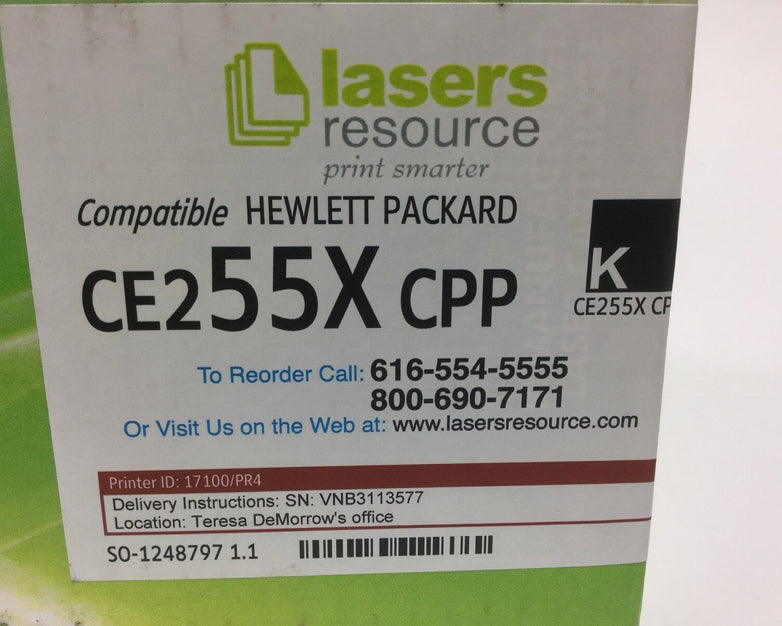 lasers
resource
print smarter
Compatible HEWLETT PACKARD
CE255X CPP
K
CE255X CP
To Reorder Call: 616-554-5555
800-690-7171
Or Visit Us on the Web at: www.lasersresource.com
Printer ID: 17100/PR4
Delivery Instructions: SN: VNB3113577
Location: Teresa DeMorrow's office
SO-1248797 1.1